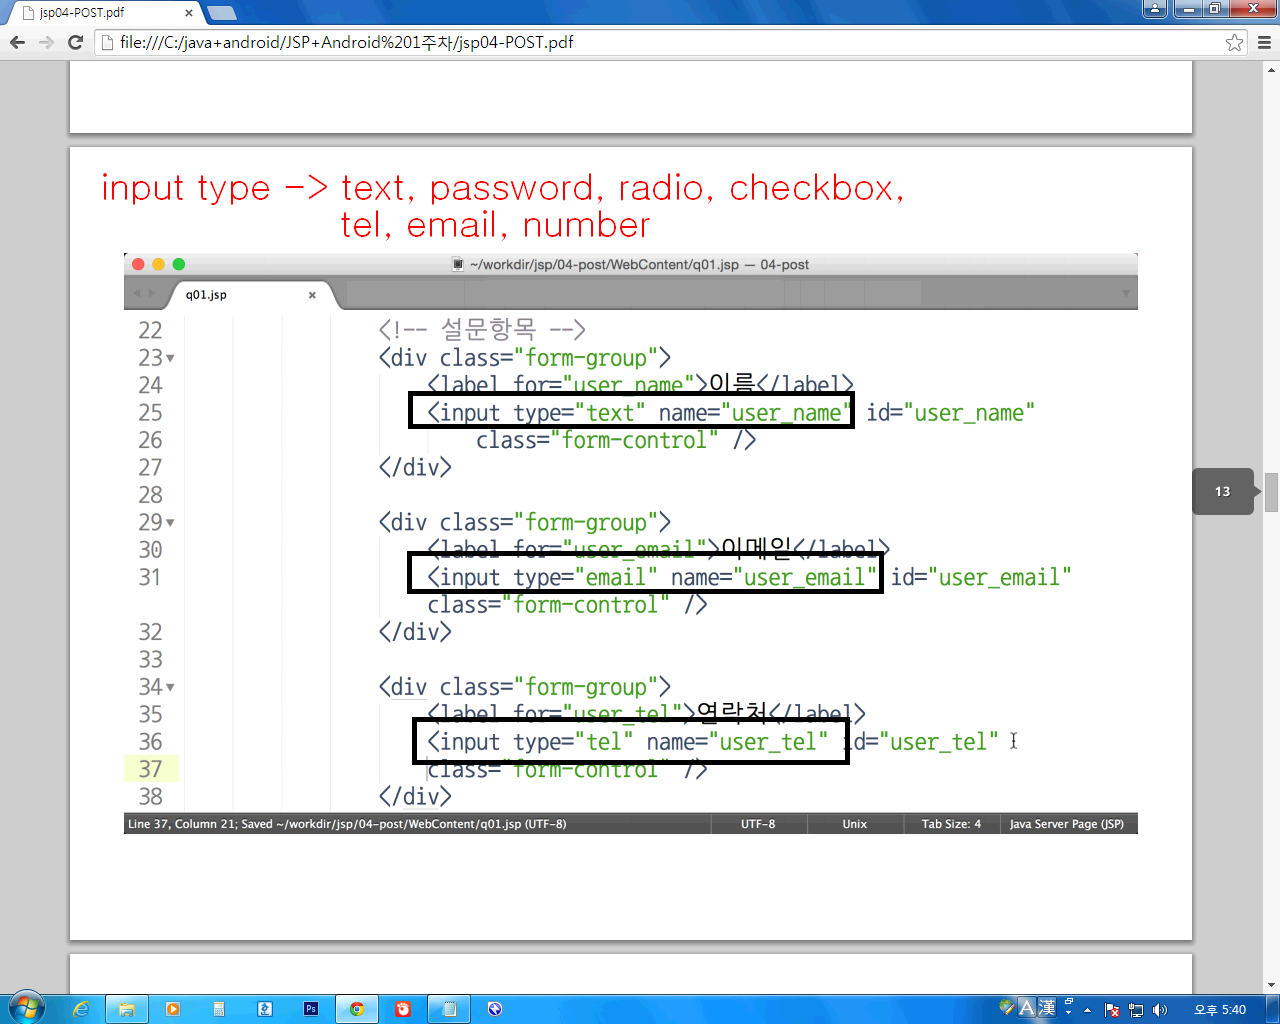 jsp04-POST.pdf
file:///C:/java+android/JSP+Android%201주차/jsp04-POST.pdf
input type -> text, password, radio, checkbox,
tel, email, number
~/workdir/jsp/04-post/WebContent/q01.jsp — 04-post
q01.jsp
22 <!-- 설문항목 -->
23 <div class="form-group">
24 <label for="user_name">이름</label>
25 <input type="text" name="user_name" id="user_name"
26 class="form-control" />
27 </div>
28
29 <div class="form-group">
30 <label for="user_email">이메일</label>
31 <input type="email" name="user_email" id="user_email"
class="form-control" />
32 </div>
33
34 <div class="form-group">
35 <label for="user_tel">연락처</label>
36 <input type="tel" name="user_tel" id="user_tel"
37 class="form-control" />
38 </div>
13
Line 37, Column 21; Saved ~/workdir/jsp/04-post/WebContent/q01.jsp (UTF-8) UTF-8 Unix Tab Size: 4 Java Server Page (JSP)
Ps A 漢 오후 5:40